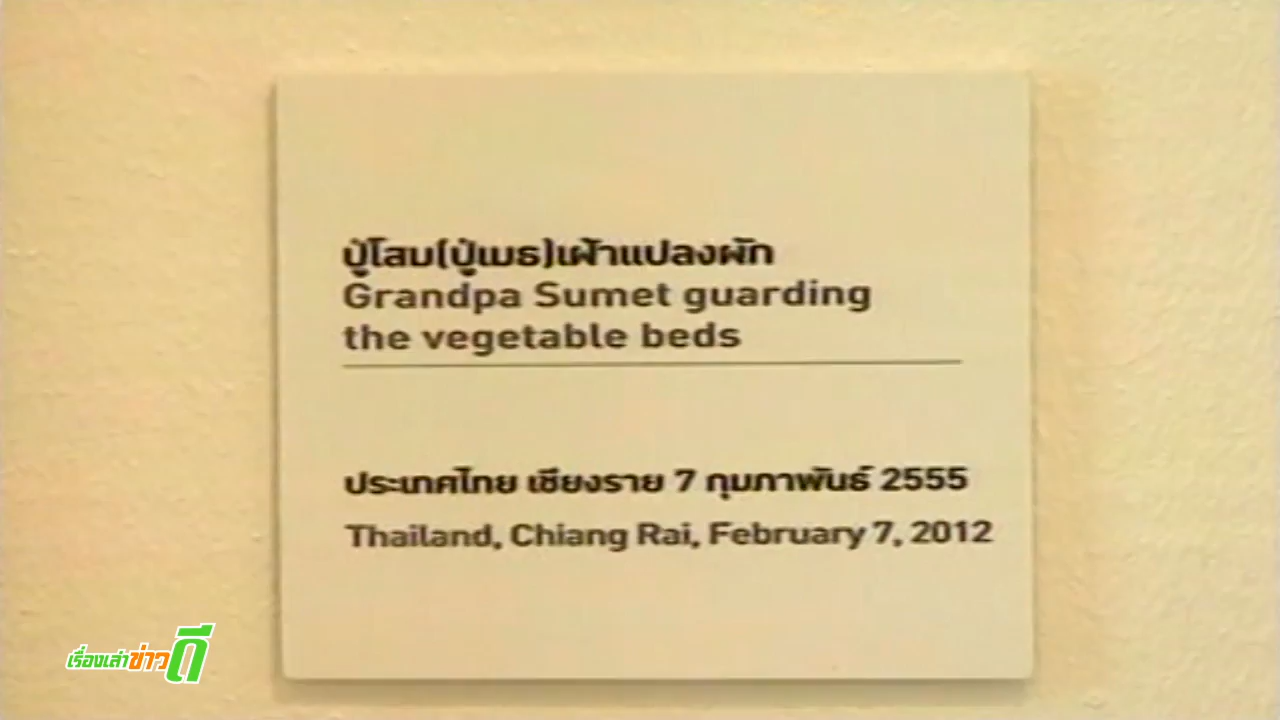 ปู่โสม(ปู่เมธ)เฝ้าแปลงผัก
Grandpa Sumet guarding
the vegetable beds
ประเทศไทย เชียงราย 7 กุมภาพันธ์ 2555
Thailand, Chiang Rai, February 7, 2012
เรื่องเล่าข่าวดี